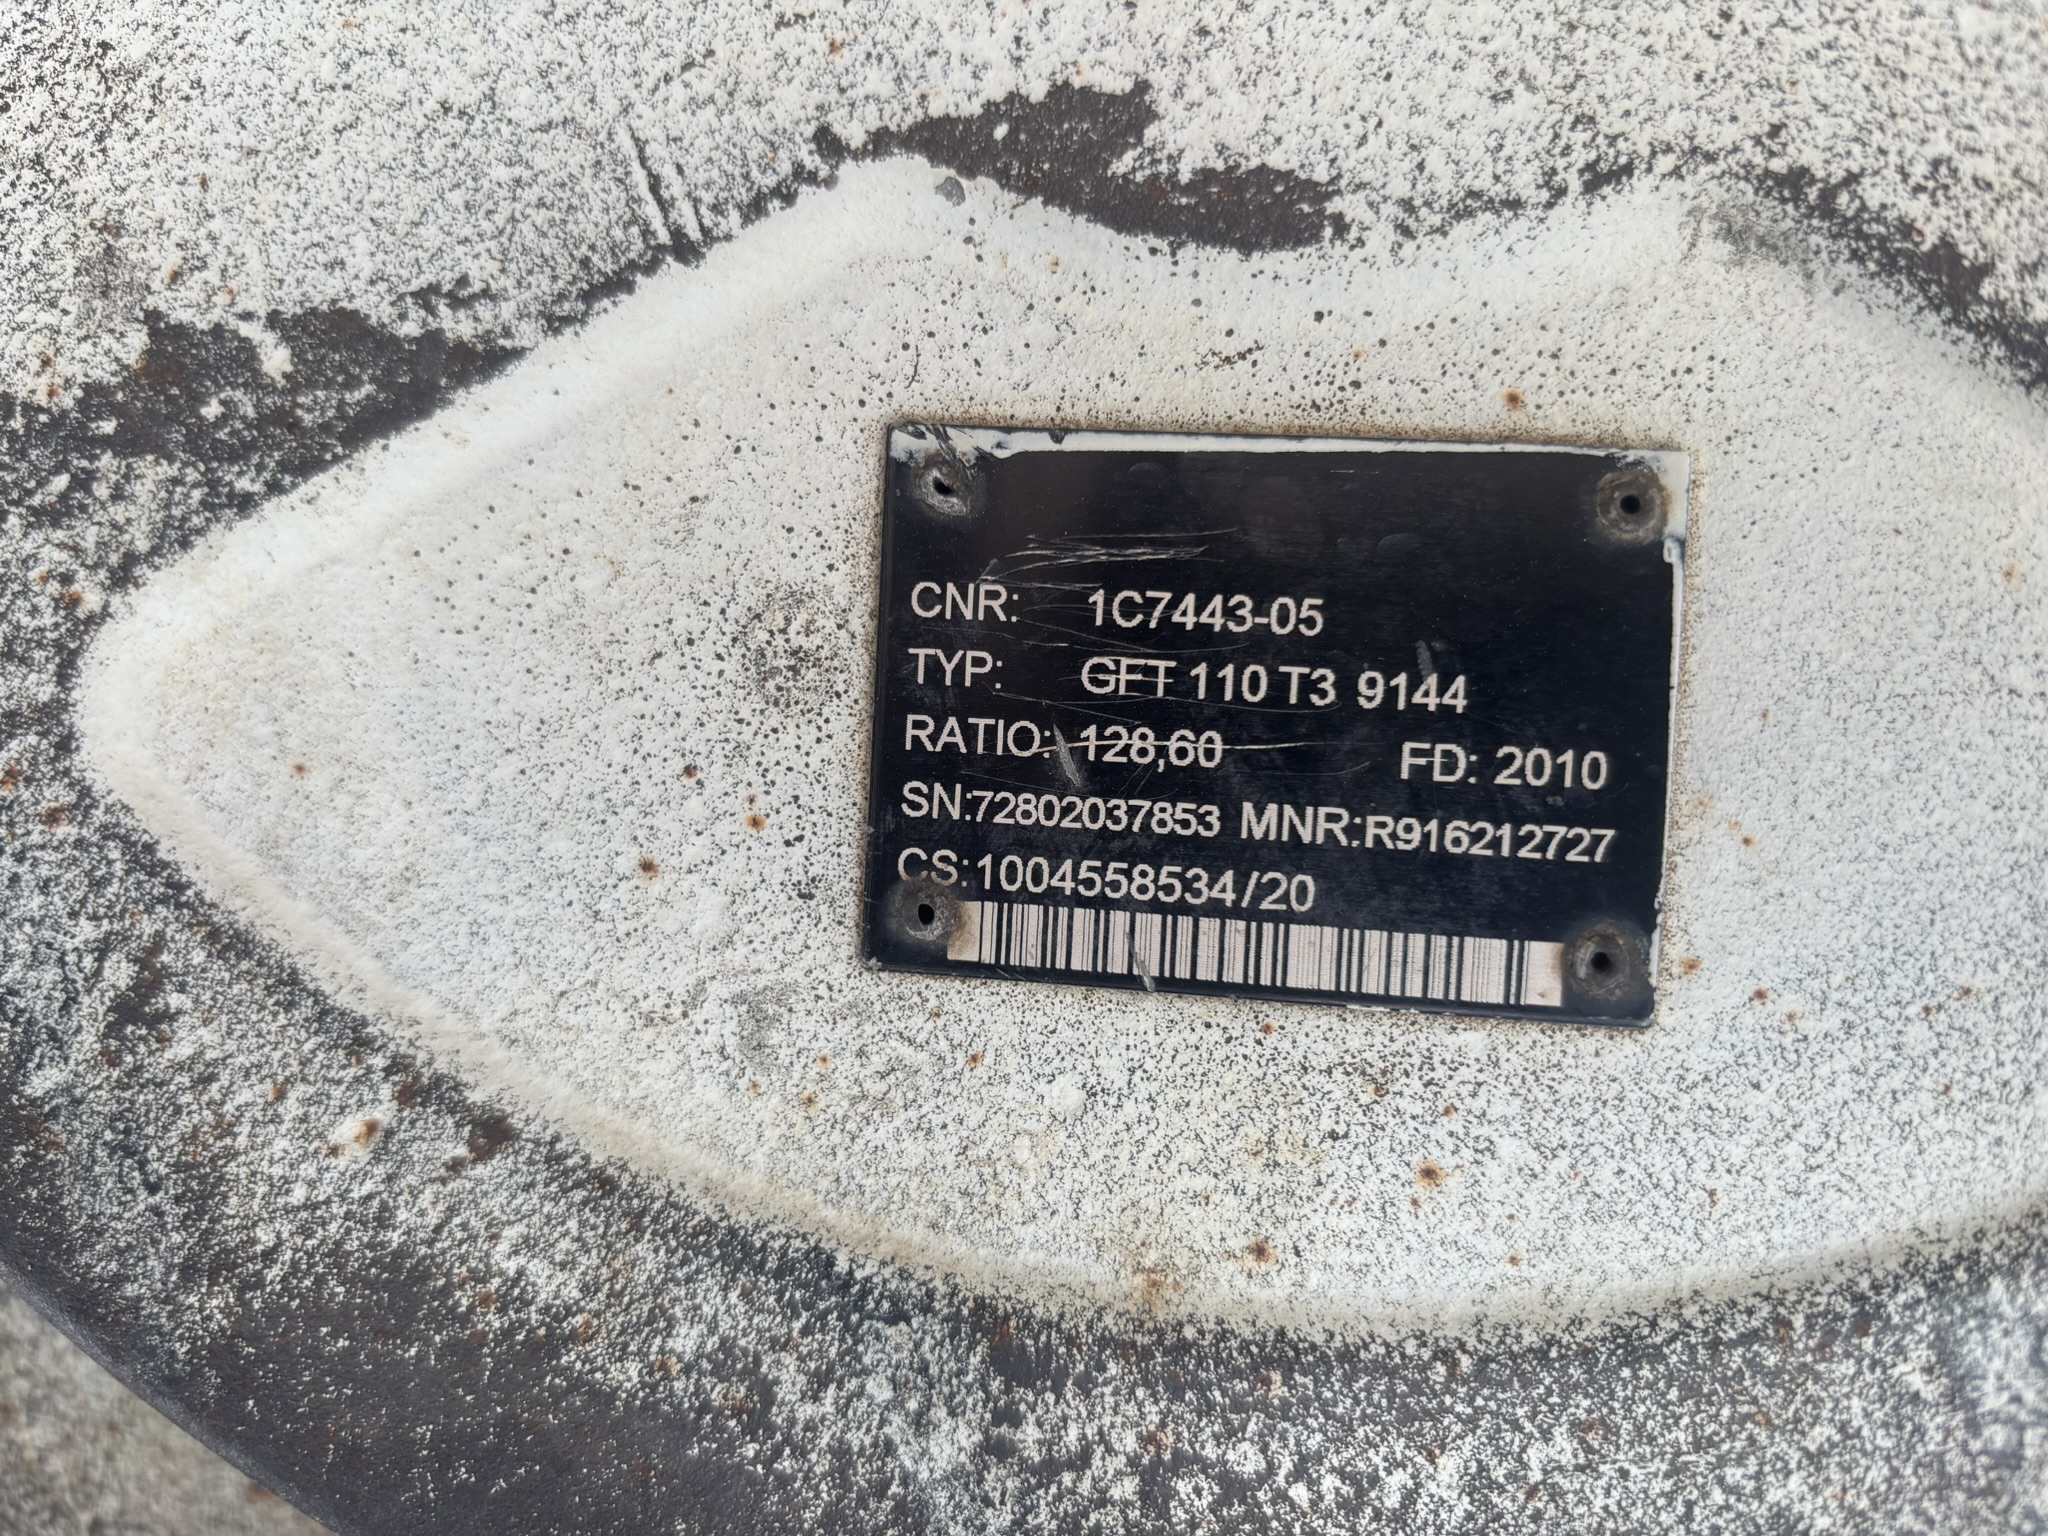 CNR: 1C7443-05
TYP: GFT 110 T3 9144
RATIO: 128,60 FD: 2010
SN:72802037853 MNR:R916212727
CS:1004558534/20